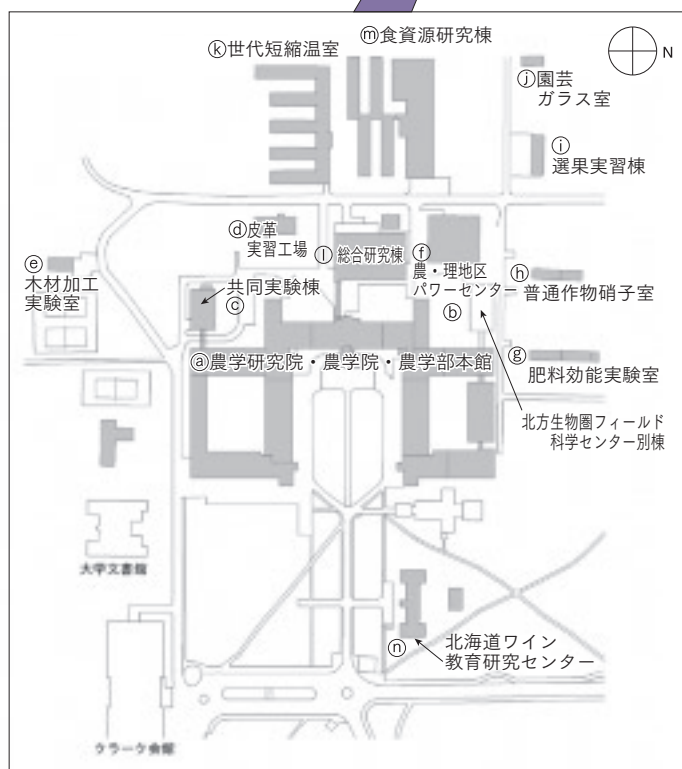 ⓜ食資源研究棟
ⓚ世代短縮温室
N
ⓙ園芸
ガラス室
ⓘ
選果実習棟
ⓓ皮革
実習工場
ⓛ総合研究棟
ⓕ
農・理地区
パワーセンター
ⓑ
ⓔ
木材加工
実験室
共同実験棟
ⓒ
ⓗ
普通作物硝子室
ⓐ農学研究院・農学院・農学部本館
ⓖ
肥料効能実験室
北方生物圏フィールド
科学センター別棟
大学文書館
ⓝ
北海道ワイン
教育研究センター
クラーク会館